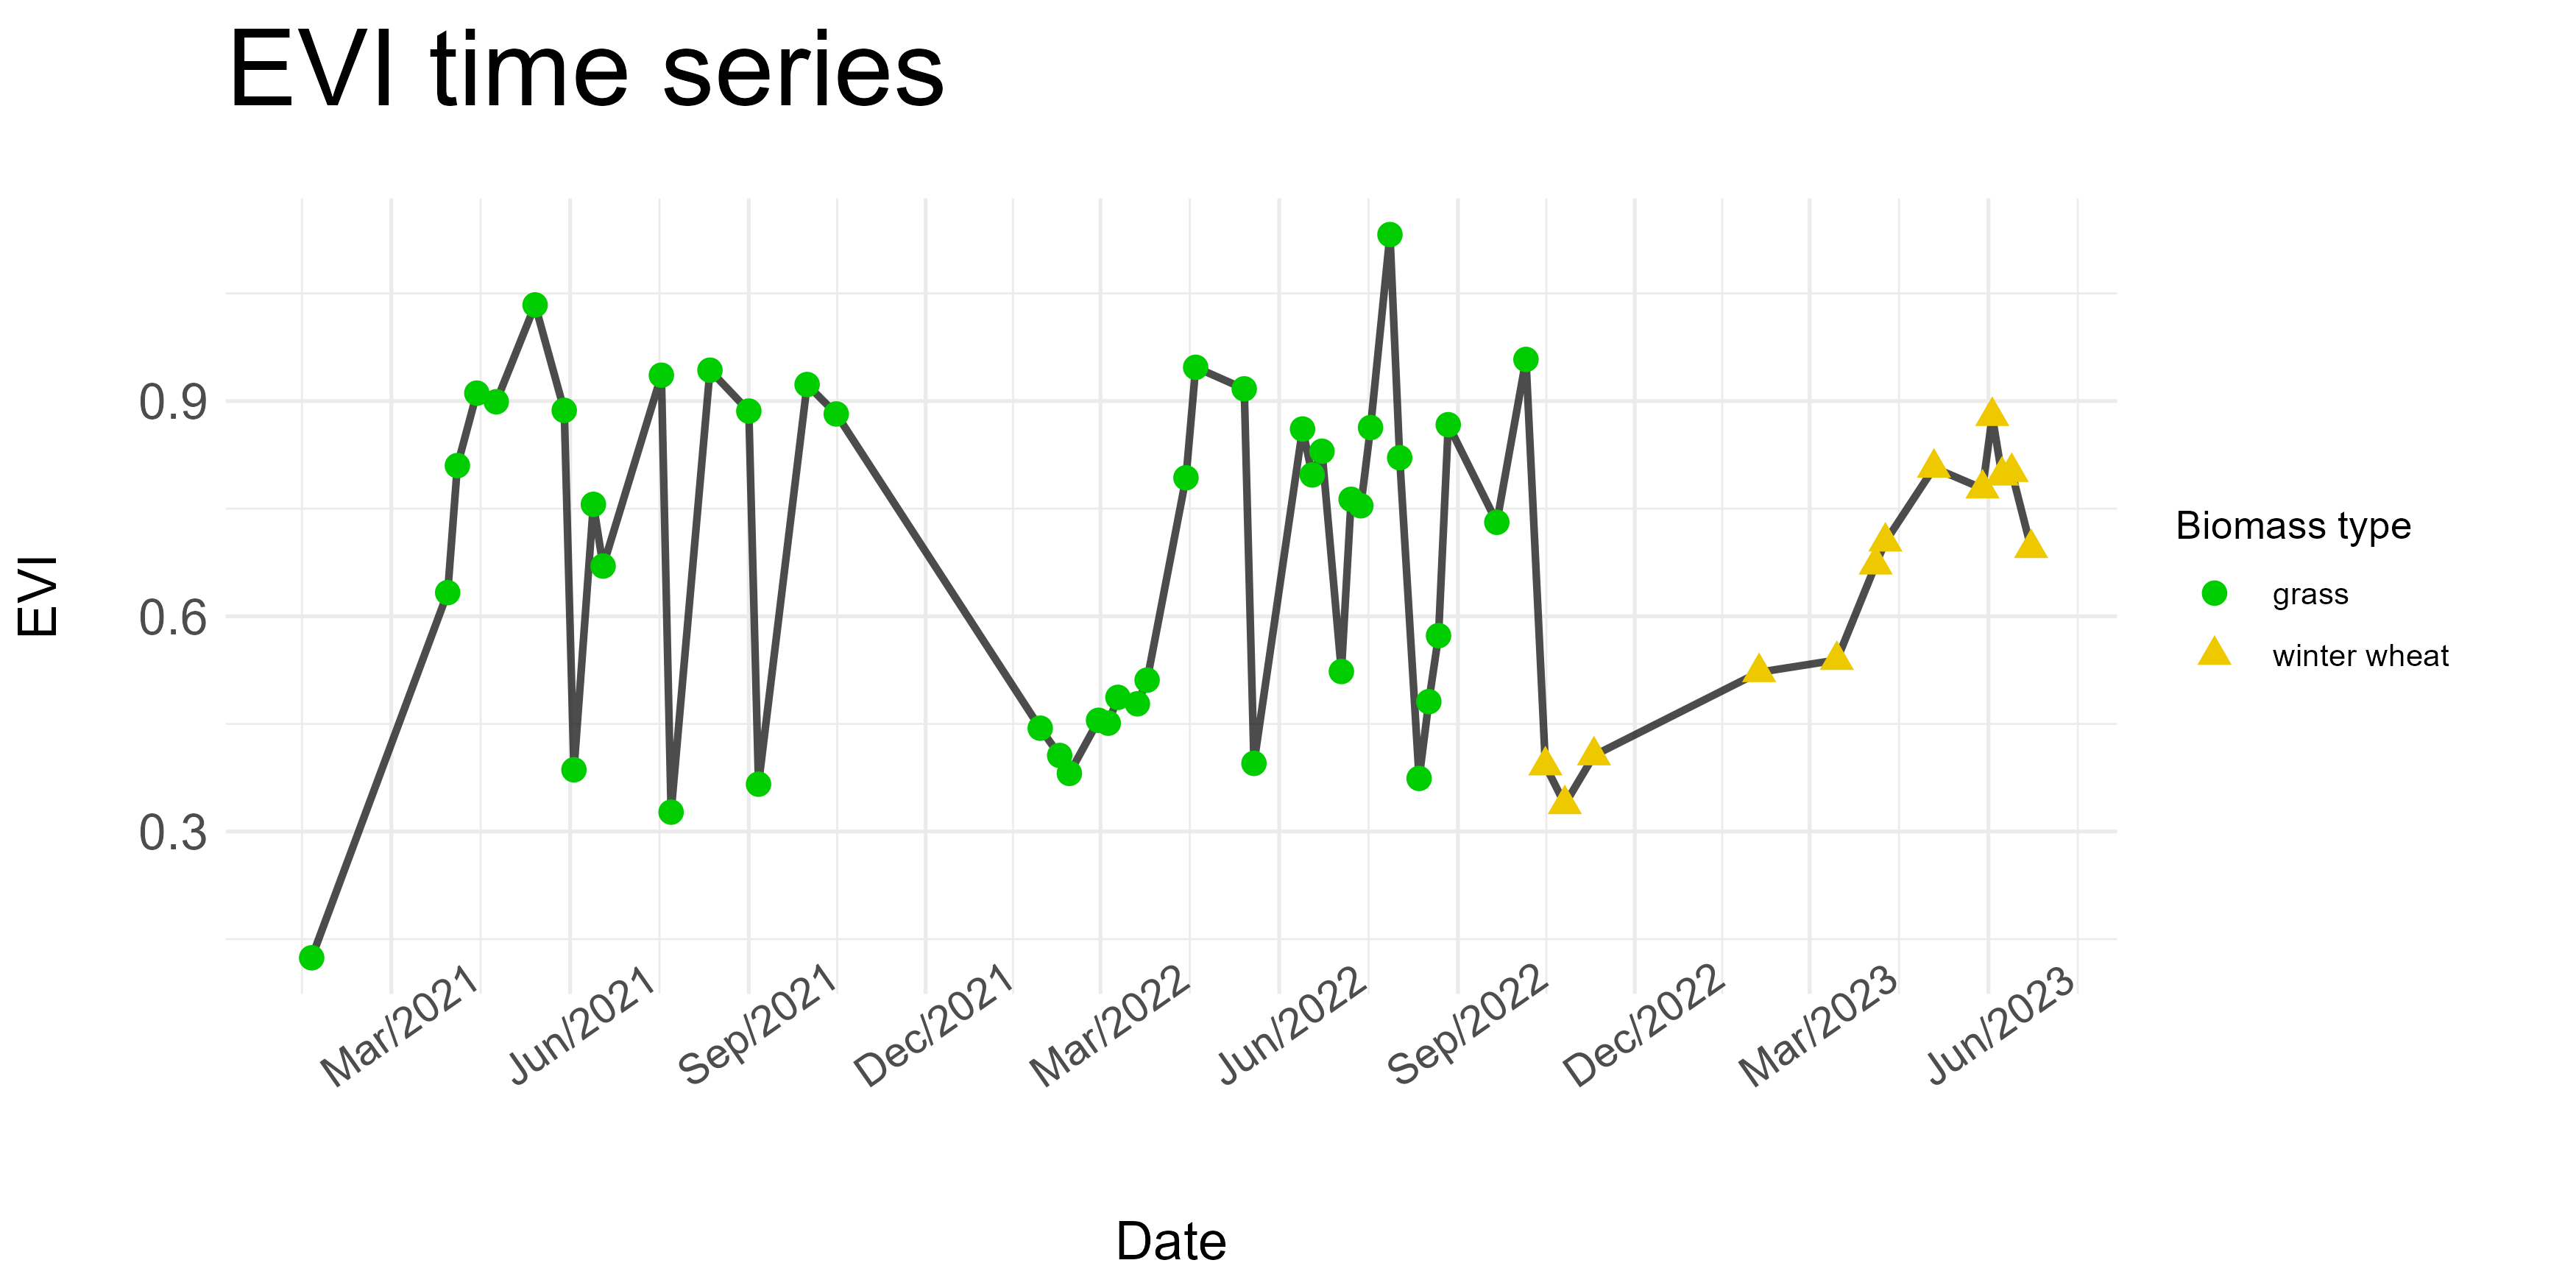 EVI time series
EVI
0.9
0.6
0.3
Mar/2021
Jun/2021
Sep/2021
Dec/2021
Mar/2022
Jun/2022
Sep/2022
Dec/2022
Mar/2023
Jun/2023
Date
Biomass type
grass
winter wheat